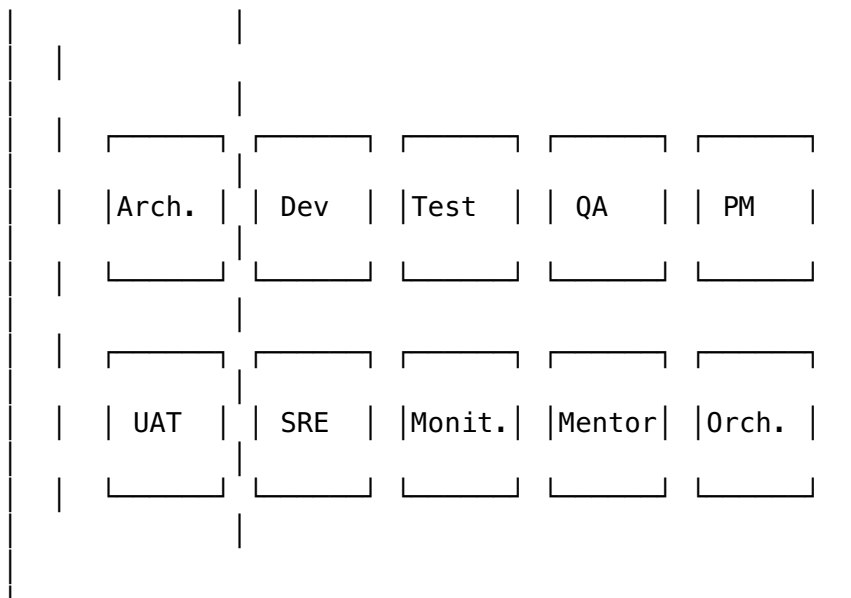 Arch. Dev Test QA PM
UAT SRE Monit. Mentor Orch.